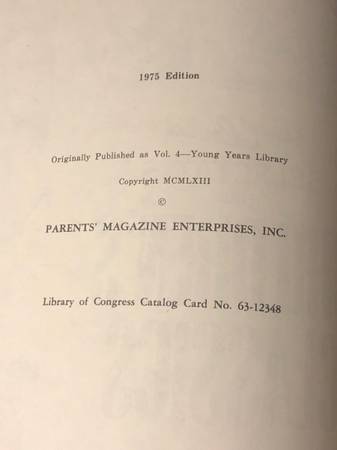 1975 Edition
Originally Published as Vol. 4—Young Years Library
Copyright MCMLXIII
©
PARENTS' MAGAZINE ENTERPRISES, INC.
Library of Congress Catalog Card No. 63-12348